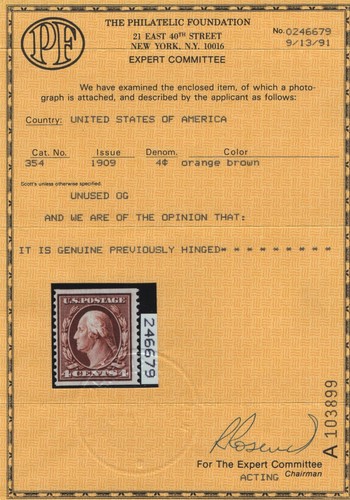 PF
THE PHILATELIC FOUNDATION
21 EAST 40TH STREET
NEW YORK, N.Y. 10016
EXPERT COMMITTEE
No. 0246679
9/13/91
We have examined the enclosed item, of which a photo-
graph is attached, and described by the applicant as follows:
Country: UNITED STATES OF AMERICA
Cat. No. Issue Denom. Color
354 1909 4¢ orange brown
Scott's unless otherwise specified.
UNUSED OG
AND WE ARE OF THE OPINION THAT:
IT IS GENUINE PREVIOUSLY HINGED* * * * * * * * *
U.S. POSTAGE
4 CENTS 4
246679
A 103899
For The Expert Committee
ACTING Chairman